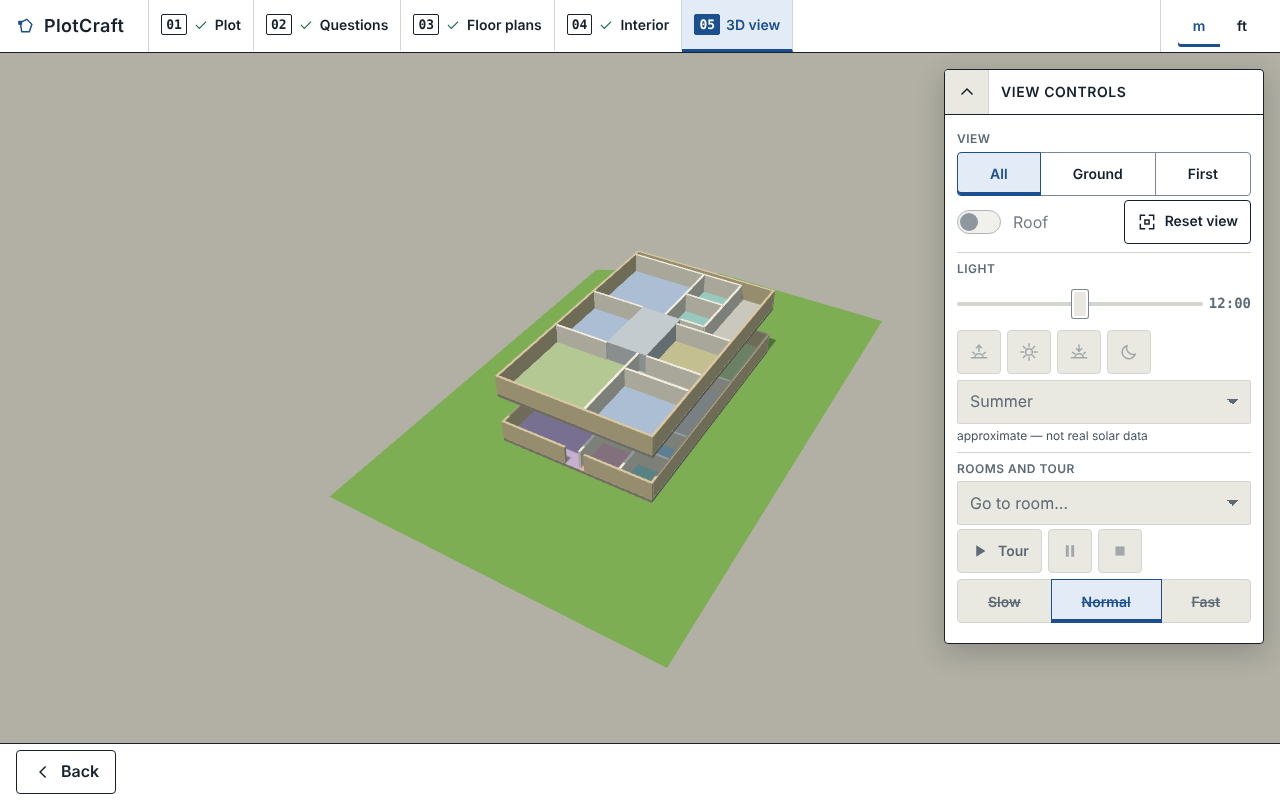 PlotCraft
01 Plot
02 Questions
03 Floor plans
04 Interior
05 3D view
m ft
VIEW CONTROLS
VIEW
All Ground First
Roof Reset view
LIGHT
12:00
Summer
approximate — not real solar data
ROOMS AND TOUR
Go to room...
Tour
Slow Normal Fast
Back